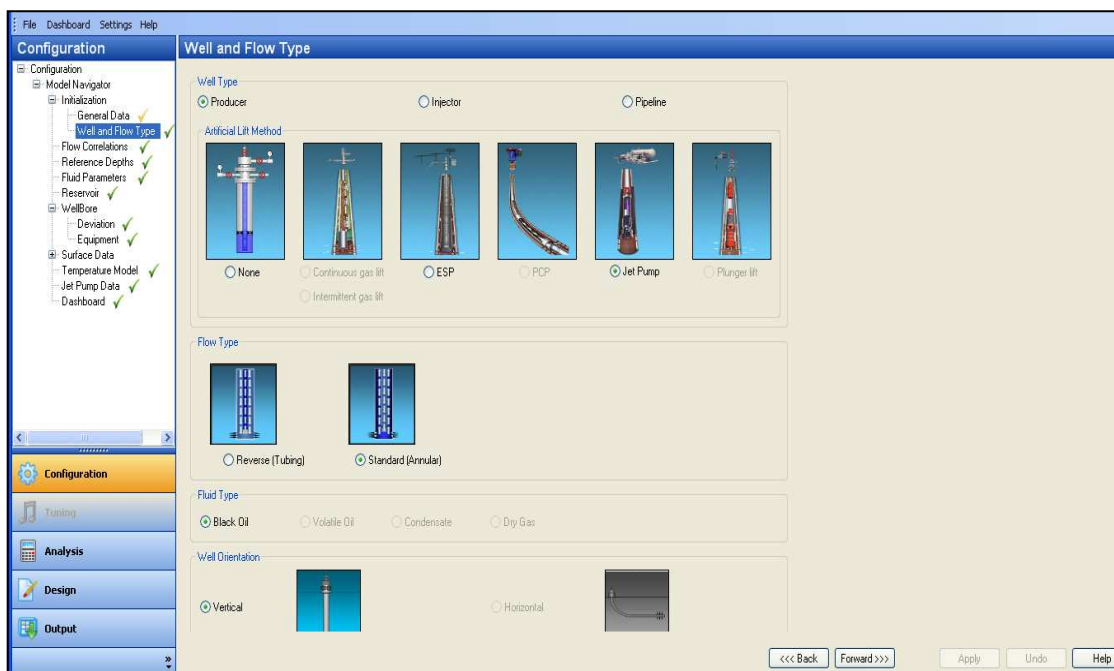 File Dashboard Settings Help
Configuration
Configuration
Model Navigator
Initialization
General Data
Well and Flow Type
Flow Correlations
Reference Depths
Fluid Parameters
Reservoir
WellBore
Deviation
Equipment
Surface Data
Temperature Model
Jet Pump Data
Dashboard
Configuration
Tuning
Analysis
Design
Output
Well and Flow Type
Well Type
Producer Injector Pipeline
Artificial Lift Method
None Continuous gas lift ESP PCP Jet Pump Plunger lift
Intermittent gas lift
Flow Type
Reverse (Tubing) Standard (Annular)
Fluid Type
Black Oil Volatile Oil Condensate Dry Gas
Well Orientation
Vertical Horizontal
<<< Back Forward >>> Apply Undo Help